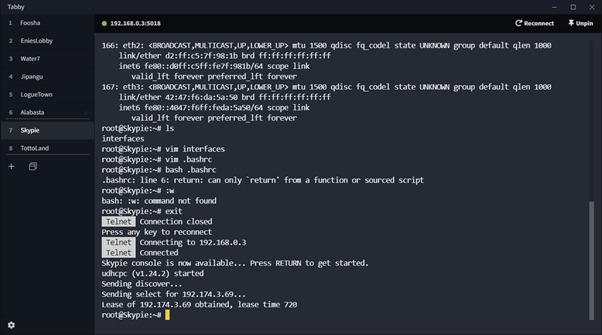 Tabby
1 Foosha
2 EniesLobby
3 Water7
4 Jipangu
5 LogueTown
6 Alabasta
7 Skypie
8 TottoLand
192.168.0.3:5018
Reconnect
Unpin
166: eth2: <BROADCAST,MULTICAST,UP,LOWER_UP> mtu 1500 qdisc fq_codel state UNKNOWN group default qlen 1000
link/ether d2:ff:c5:7f:98:1b brd ff:ff:ff:ff:ff:ff
inet6 fe80::d0ff:c5ff:fe7f:981b/64 scope link
valid_lft forever preferred_lft forever
167: eth3: <BROADCAST,MULTICAST,UP,LOWER_UP> mtu 1500 qdisc fq_codel state UNKNOWN group default qlen 1000
link/ether 42:47:f6:da:5a:50 brd ff:ff:ff:ff:ff:ff
inet6 fe80::4047:f6ff:feda:5a50/64 scope link
valid_lft forever preferred_lft forever
root@Skypie:~# ls
interfaces
root@Skypie:~# vim interfaces
root@Skypie:~# vim .bashrc
root@Skypie:~# bash .bashrc
.bashrc: line 6: return: can only `return' from a function or sourced script
root@Skypie:~# :w
bash: :w: command not found
root@Skypie:~# exit
Telnet Connection closed
Press any key to reconnect
Telnet Connecting to 192.168.0.3
Telnet Connected
Skypie console is now available... Press RETURN to get started.
udhcpc (v1.24.2) started
Sending discover...
Sending select for 192.174.3.69...
Lease of 192.174.3.69 obtained, lease time 720
root@Skypie:~#